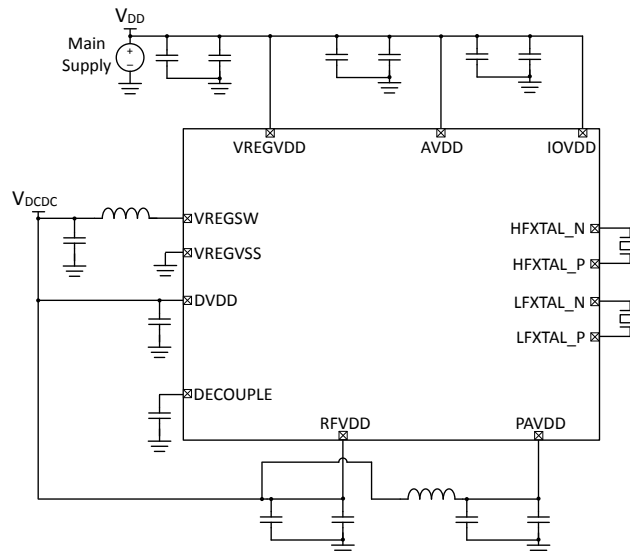 VDD
Main
Supply
+
−
VREGVDD
AVDD
IOVDD
VDCDC
VREGSW
HFXTAL_N
VREGVSS
HFXTAL_P
DVDD
LFXTAL_N
LFXTAL_P
DECOUPLE
RFVDD
PAVDD